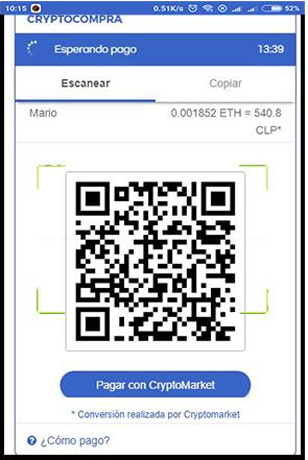 10:15 0.51K/s 52%
CRYPTOCOMPRA
Esperando pago 13:39
Escanear Copiar
Mario 0.001852 ETH = 540.8
CLP*
Pagar con CryptoMarket
* Conversión realizada por Cryptomarket
? ¿Cómo pago?